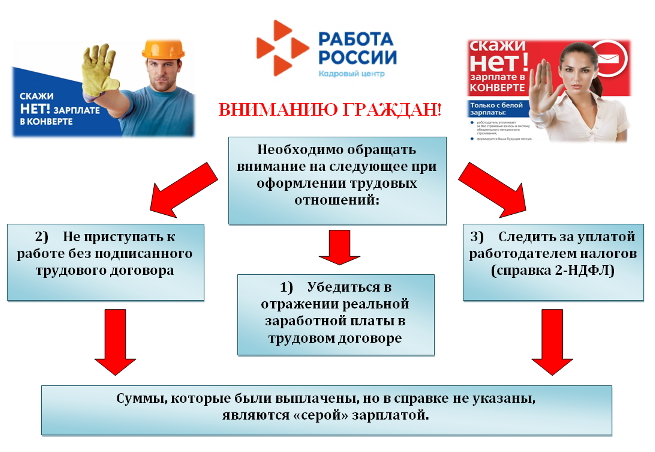 РАБОТА
РОССИИ
Кадровый центр
СКАЖИ
НЕТ! ЗАРПЛАТЕ
В КОНВЕРТЕ
СКАЖИ
НЕТ!
зарплате в
КОНВЕРТЕ
Только с белой
зарплаты:
ВНИМАНИЮ ГРАЖДАН!
Необходимо обращать
внимание на следующее при
оформлении трудовых
отношений:
2) Не приступать к
работе без подписанного
трудового договора
1) Убедиться в
отражении реальной
заработной платы в
трудовом договоре
3) Следить за уплатой
работодателем налогов
(справка 2-НДФЛ)
Суммы, которые были выплачены, но в справке не указаны,
являются «серой» зарплатой.